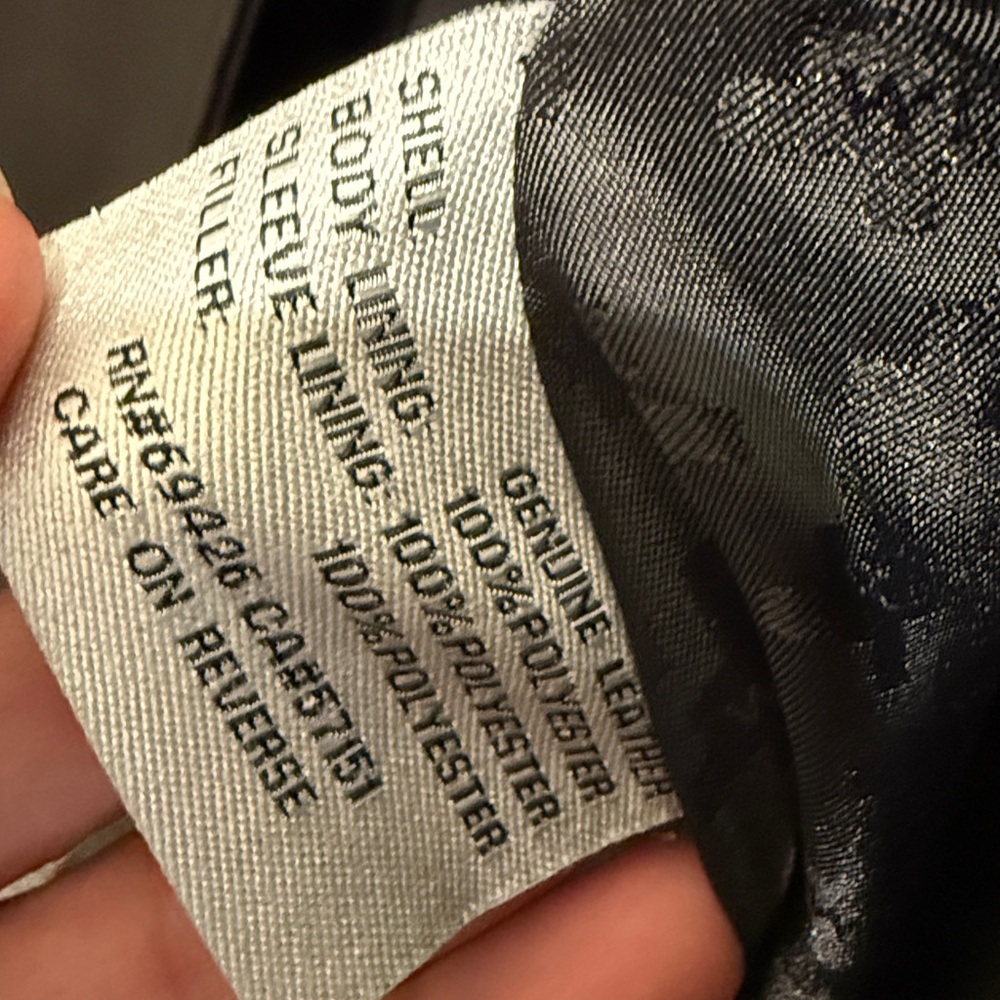 SHELL: GENUINE LEATHER
BODY LINING: 100% POLYESTER
SLEEVE LINING: 100% POLYESTER
FILLER: 100% POLYESTER
RN#69426 CA#57151
CARE ON REVERSE